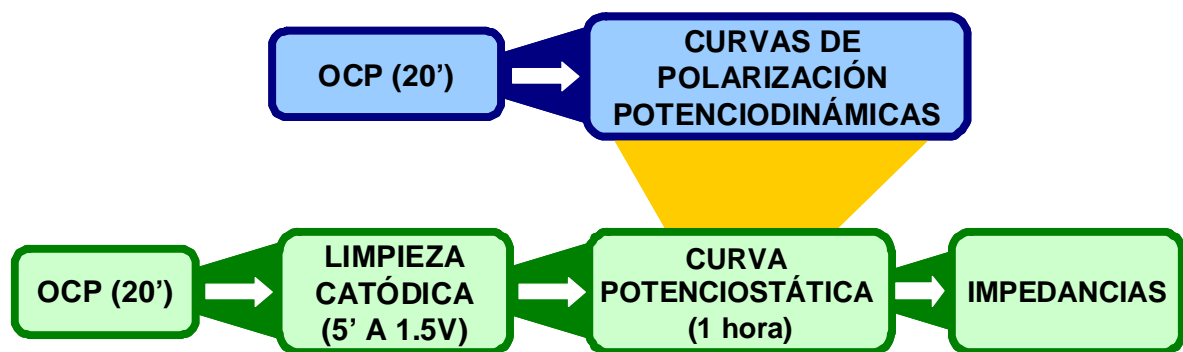 OCP (20’)
CURVAS DE
POLARIZACIÓN
POTENCIODINÁMICAS
OCP (20’)
LIMPIEZA
CATÓDICA
(5’ A 1.5V)
CURVA
POTENCIOSTÁTICA
(1 hora)
IMPEDANCIAS